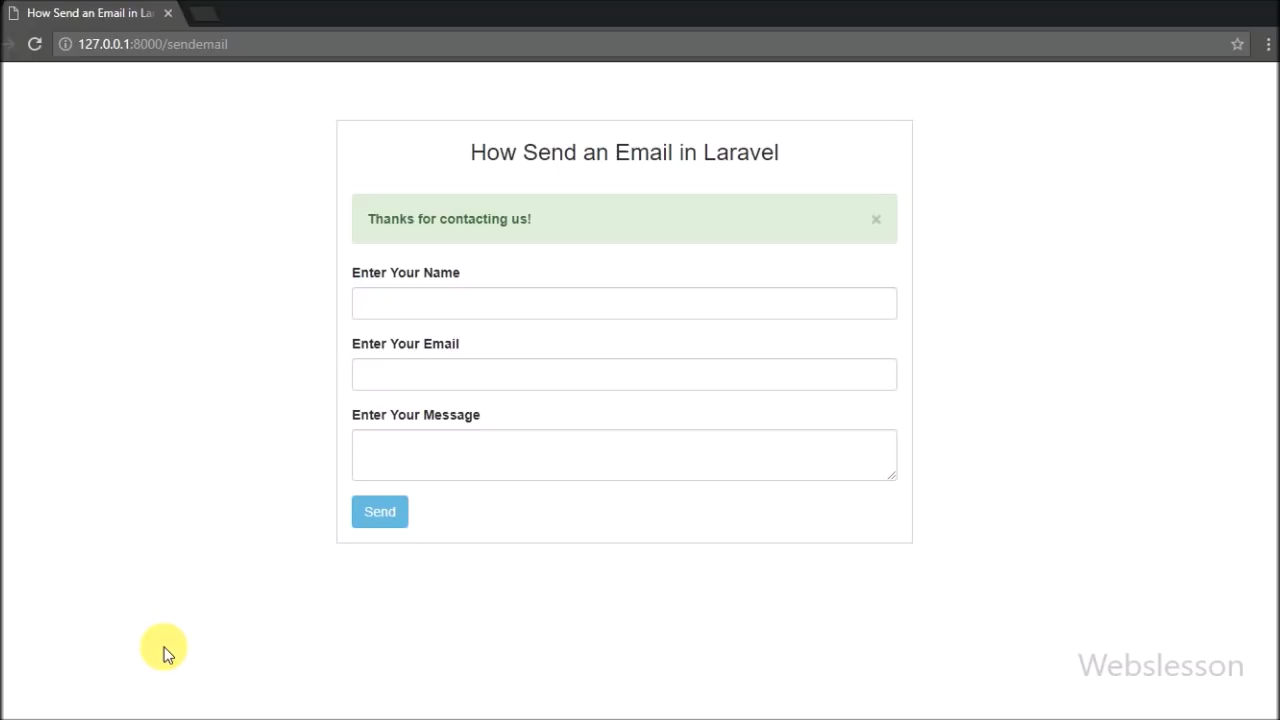 How Send an Email in La
127.0.0.1:8000/sendemail
How Send an Email in Laravel
Thanks for contacting us!
×
Enter Your Name
Enter Your Email
Enter Your Message
Send
Webslesson